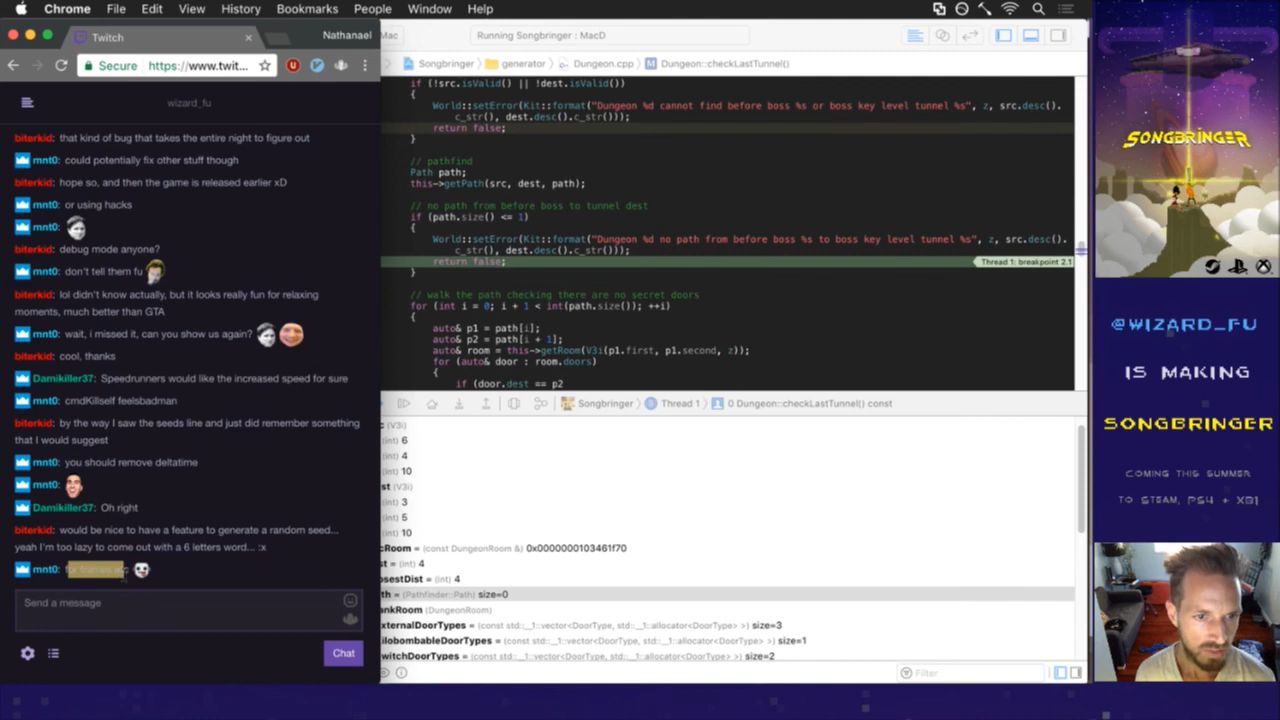 Chrome File Edit View History Bookmarks People Window Help
Twitch
Nathanael
Secure https://www.twit...
wizard_fu
biterkid: that kind of bug that takes the entire night to figure out
mnt0: could potentially fix other stuff though
biterkid: hope so, and then the game is released earlier xD
mnt0: or using hacks
mnt0:
biterkid: debug mode anyone?
mnt0: don't tell them fu
biterkid: lol didn't know actually, but it looks really fun for relaxing
moments, much better than GTA
mnt0: wait, i missed it, can you show us again?
biterkid: cool, thanks
Damikiller37: Speedrunners would like the increased speed for sure
mnt0: cmdKillself feelsbadman
biterkid: by the way I saw the seeds line and just did remember something
that I would suggest
mnt0: you should remove deltatime
mnt0:
Damikiller37: Oh right
biterkid: would be nice to have a feature to generate a random seed...
yeah I'm too lazy to come out with a 6 letters word... :x
mnt0:
Send a message
Chat
Mac
Running Songbringer : MacD
Songbringer generator Dungeon.cpp Dungeon::checkLastTunnel()
if (!src.isValid() || !dest.isValid())
{
World::setError(Kit::format("Dungeon %d cannot find before boss %s or boss key level tunnel %s", z, src.desc().
c_str(), dest.desc().c_str()));
return false;
}
// pathfind
Path path;
this->getPath(src, dest, path);
// no path from before boss to tunnel dest
if (path.size() <= 1)
{
World::setError(Kit::format("Dungeon %d no path from before boss %s to boss key level tunnel %s", z, src.desc().
c_str(), dest.desc().c_str()));
return false;
Thread 1: breakpoint 2.1
}
// walk the path checking there are no secret doors
for (int i = 0; i + 1 < int(path.size()); ++i)
{
auto& p1 = path[i];
auto& p2 = path[i + 1];
auto& room = this->getRoom(V3i(p1.first, p1.second, z));
for (auto& door : room.doors)
{
if (door.dest == p2
Songbringer Thread 1 0 Dungeon::checkLastTunnel() const
c (V3i)
(int) 6
(int) 4
(int) 10
st (V3i)
(int) 3
(int) 5
(int) 10
cRoom = (const DungeonRoom &) 0x0000000103461f70
st = (int) 4
osestDist = (int) 4
th = (Pathfinder::Path) size=0
ankRoom (DungeonRoom)
xternalDoorTypes = (const std::__1::vector<DoorType, std::__1::allocator<DoorType> >) size=3
ilobombableDoorTypes = (const std::__1::vector<DoorType, std::__1::allocator<DoorType> >) size=1
witchDoorTypes = (const std::__1::vector<DoorType, std::__1::allocator<DoorType> >) size=2
Filter
SONGBRINGER
@WIZARD_FU
IS MAKING
SONGBRINGER
COMING THIS SUMMER
TO STEAM, PS4 + XB1